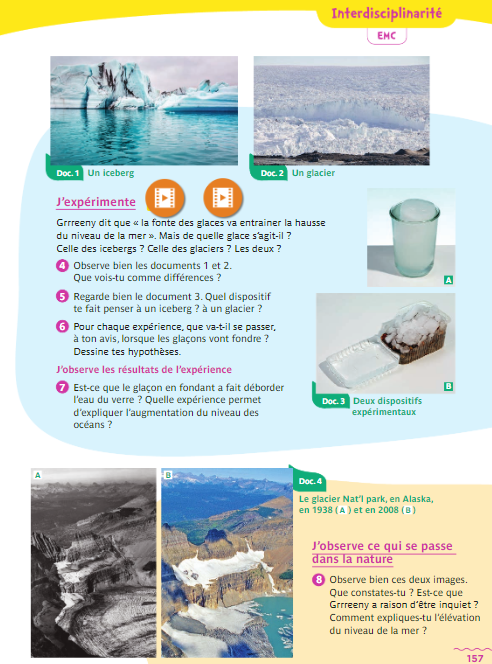 Interdisciplinarité
EMC
Doc. 1 Un iceberg
Doc. 2 Un glacier
J'expérimente
Grrreeny dit que « la fonte des glaces va entrainer la hausse
du niveau de la mer ». Mais de quelle glace s'agit-il ?
Celle des icebergs ? Celle des glaciers ? Les deux ?
4 Observe bien les documents 1 et 2.
Que vois-tu comme différences ?
5 Regarde bien le document 3. Quel dispositif
te fait penser à un iceberg ? à un glacier ?
6 Pour chaque expérience, que va-t-il se passer,
à ton avis, lorsque les glaçons vont fondre ?
Dessine tes hypothèses.
J'observe les résultats de l'expérience
7 Est-ce que le glaçon en fondant a fait déborder
l'eau du verre ? Quelle expérience permet
d'expliquer l'augmentation du niveau des
océans ?
A
B
Doc. 3 Deux dispositifs
expérimentaux
A
B
Doc. 4
Le glacier Nat'l park, en Alaska,
en 1938 (A) et en 2008 (B)
J'observe ce qui se passe
dans la nature
8 Observe bien ces deux images.
Que constates-tu ? Est-ce que
Grrreeny a raison d'être inquiet ?
Comment expliques-tu l'élévation
du niveau de la mer ?
157